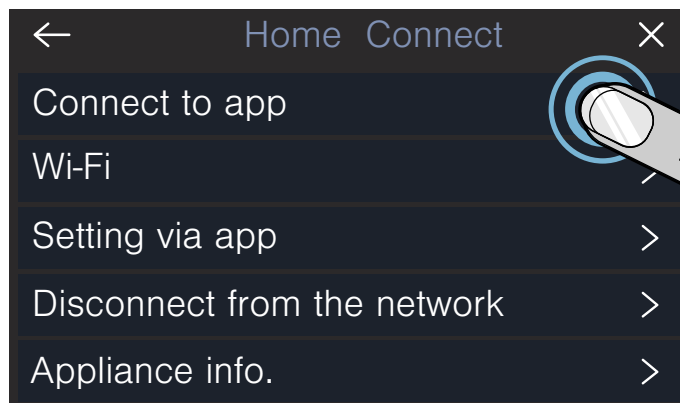 Home Connect
Connect to app
Wi-Fi
Setting via app
Disconnect from the network
Appliance info.